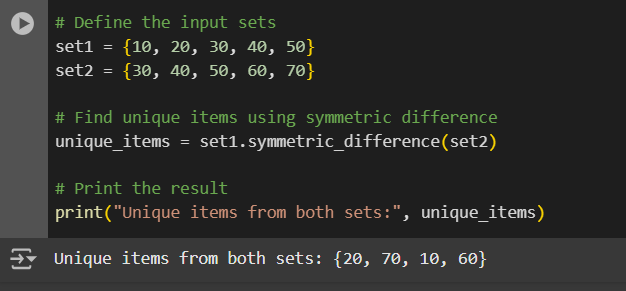 # Define the input sets
set1 = {10, 20, 30, 40, 50}
set2 = {30, 40, 50, 60, 70}
# Find unique items using symmetric difference
unique_items = set1.symmetric_difference(set2)
# Print the result
print("Unique items from both sets:", unique_items)
Unique items from both sets: {20, 70, 10, 60}